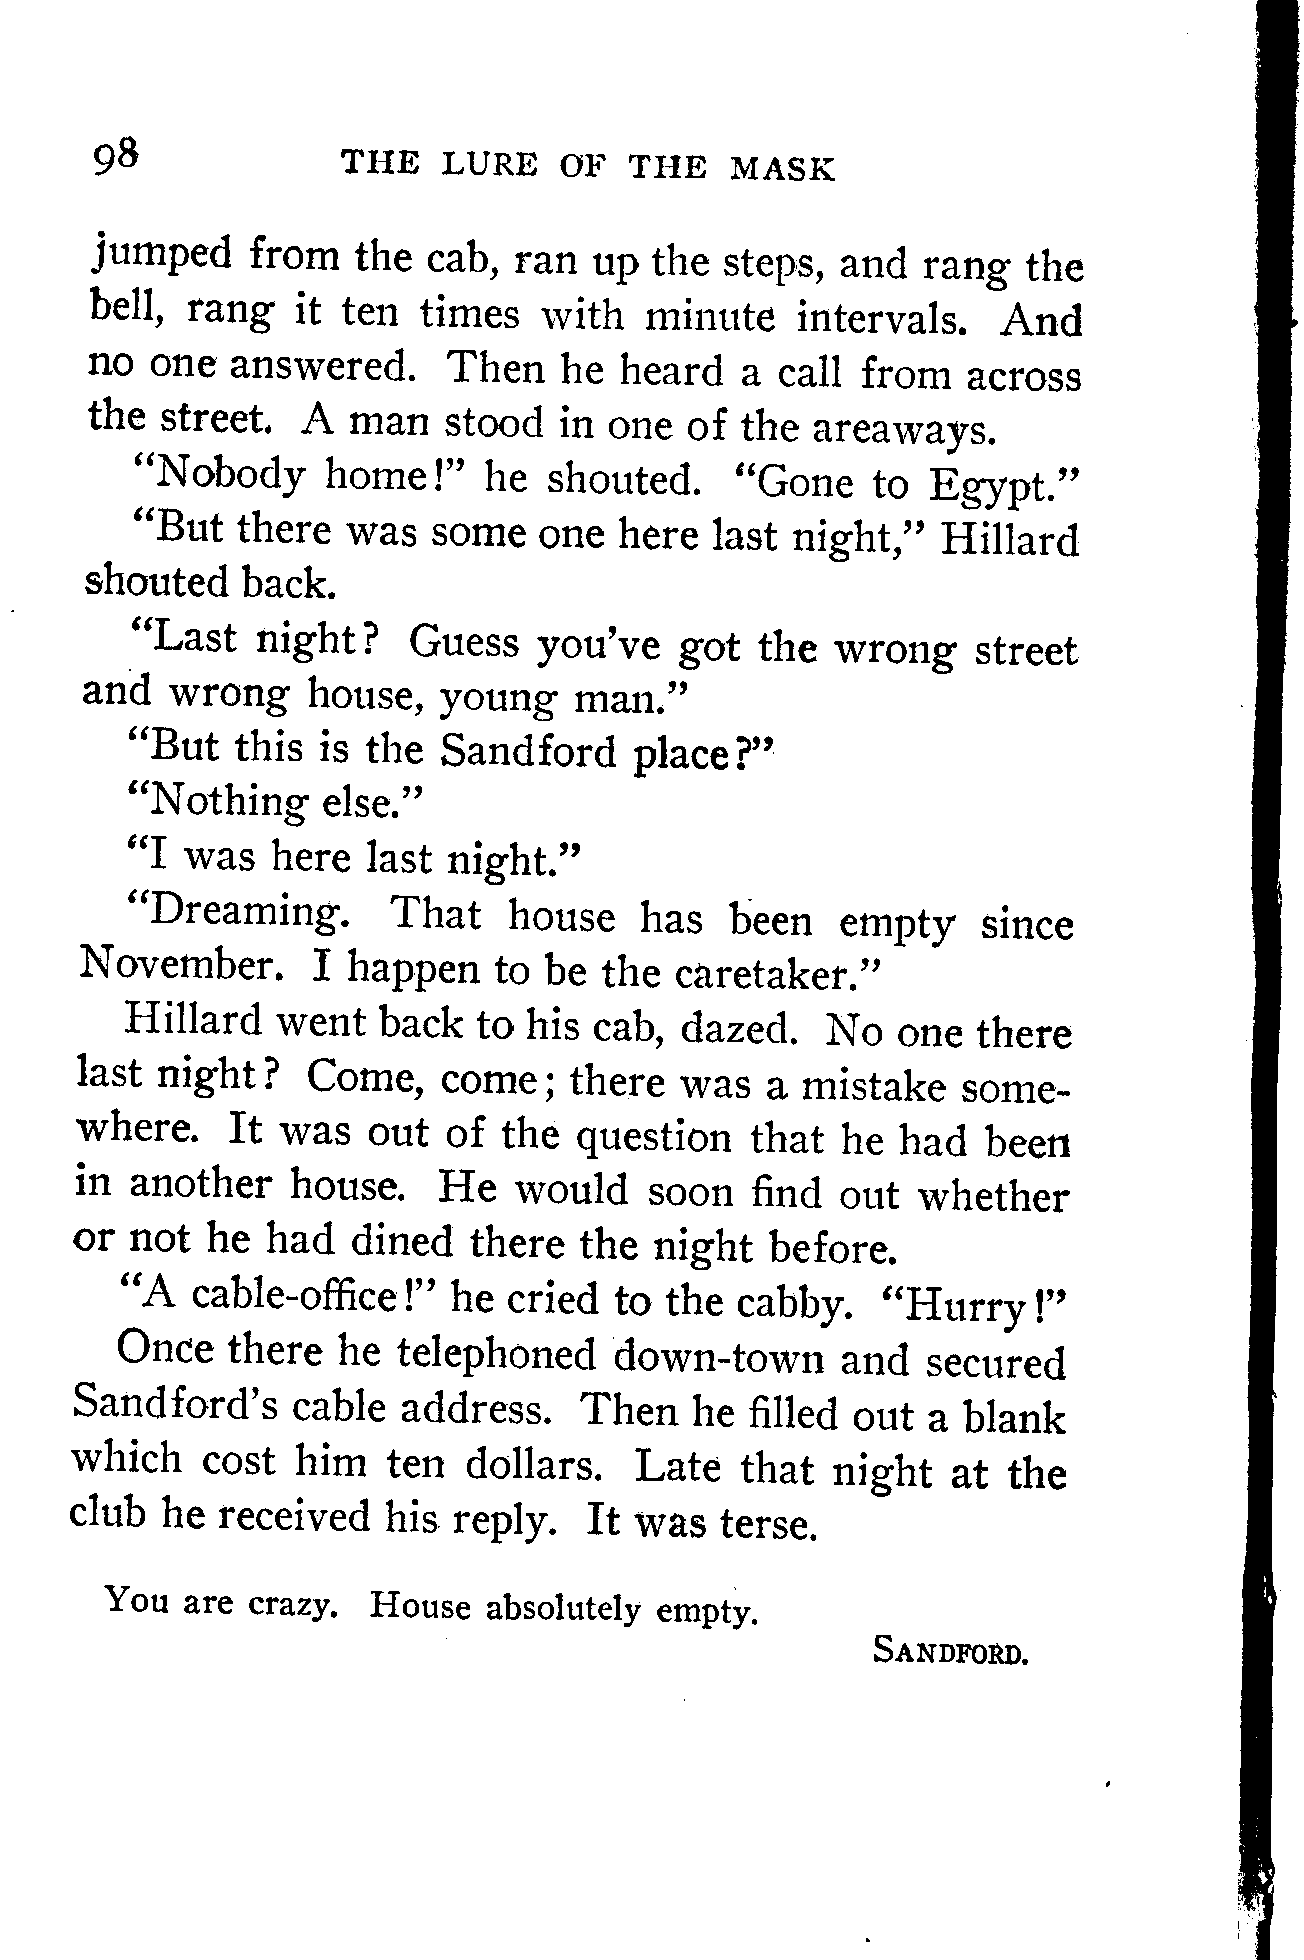 98 THE LURE OF THE MASK
jumped from the cab, ran up the steps, and rang the
bell, rang it ten times with minute intervals. And
no one answered. Then he heard a call from across
the street. A man stood in one of the areaways.
“Nobody home!” he shouted. “Gone to Egypt.”
“But there was some one here last night,” Hillard
shouted back.
“Last night? Guess you’ve got the wrong street
and wrong house, young man.”
“But this is the Sandford place?”
“Nothing else.”
“I was here last night.”
“Dreaming. That house has been empty since
November. I happen to be the caretaker.”
Hillard went back to his cab, dazed. No one there
last night? Come, come; there was a mistake some-
where. It was out of the question that he had been
in another house. He would soon find out whether
or not he had dined there the night before.
“A cable-office!” he cried to the cabby. “Hurry!”
Once there he telephoned down-town and secured
Sandford’s cable address. Then he filled out a blank
which cost him ten dollars. Late that night at the
club he received his reply. It was terse.
You are crazy. House absolutely empty.
SANDFORD.